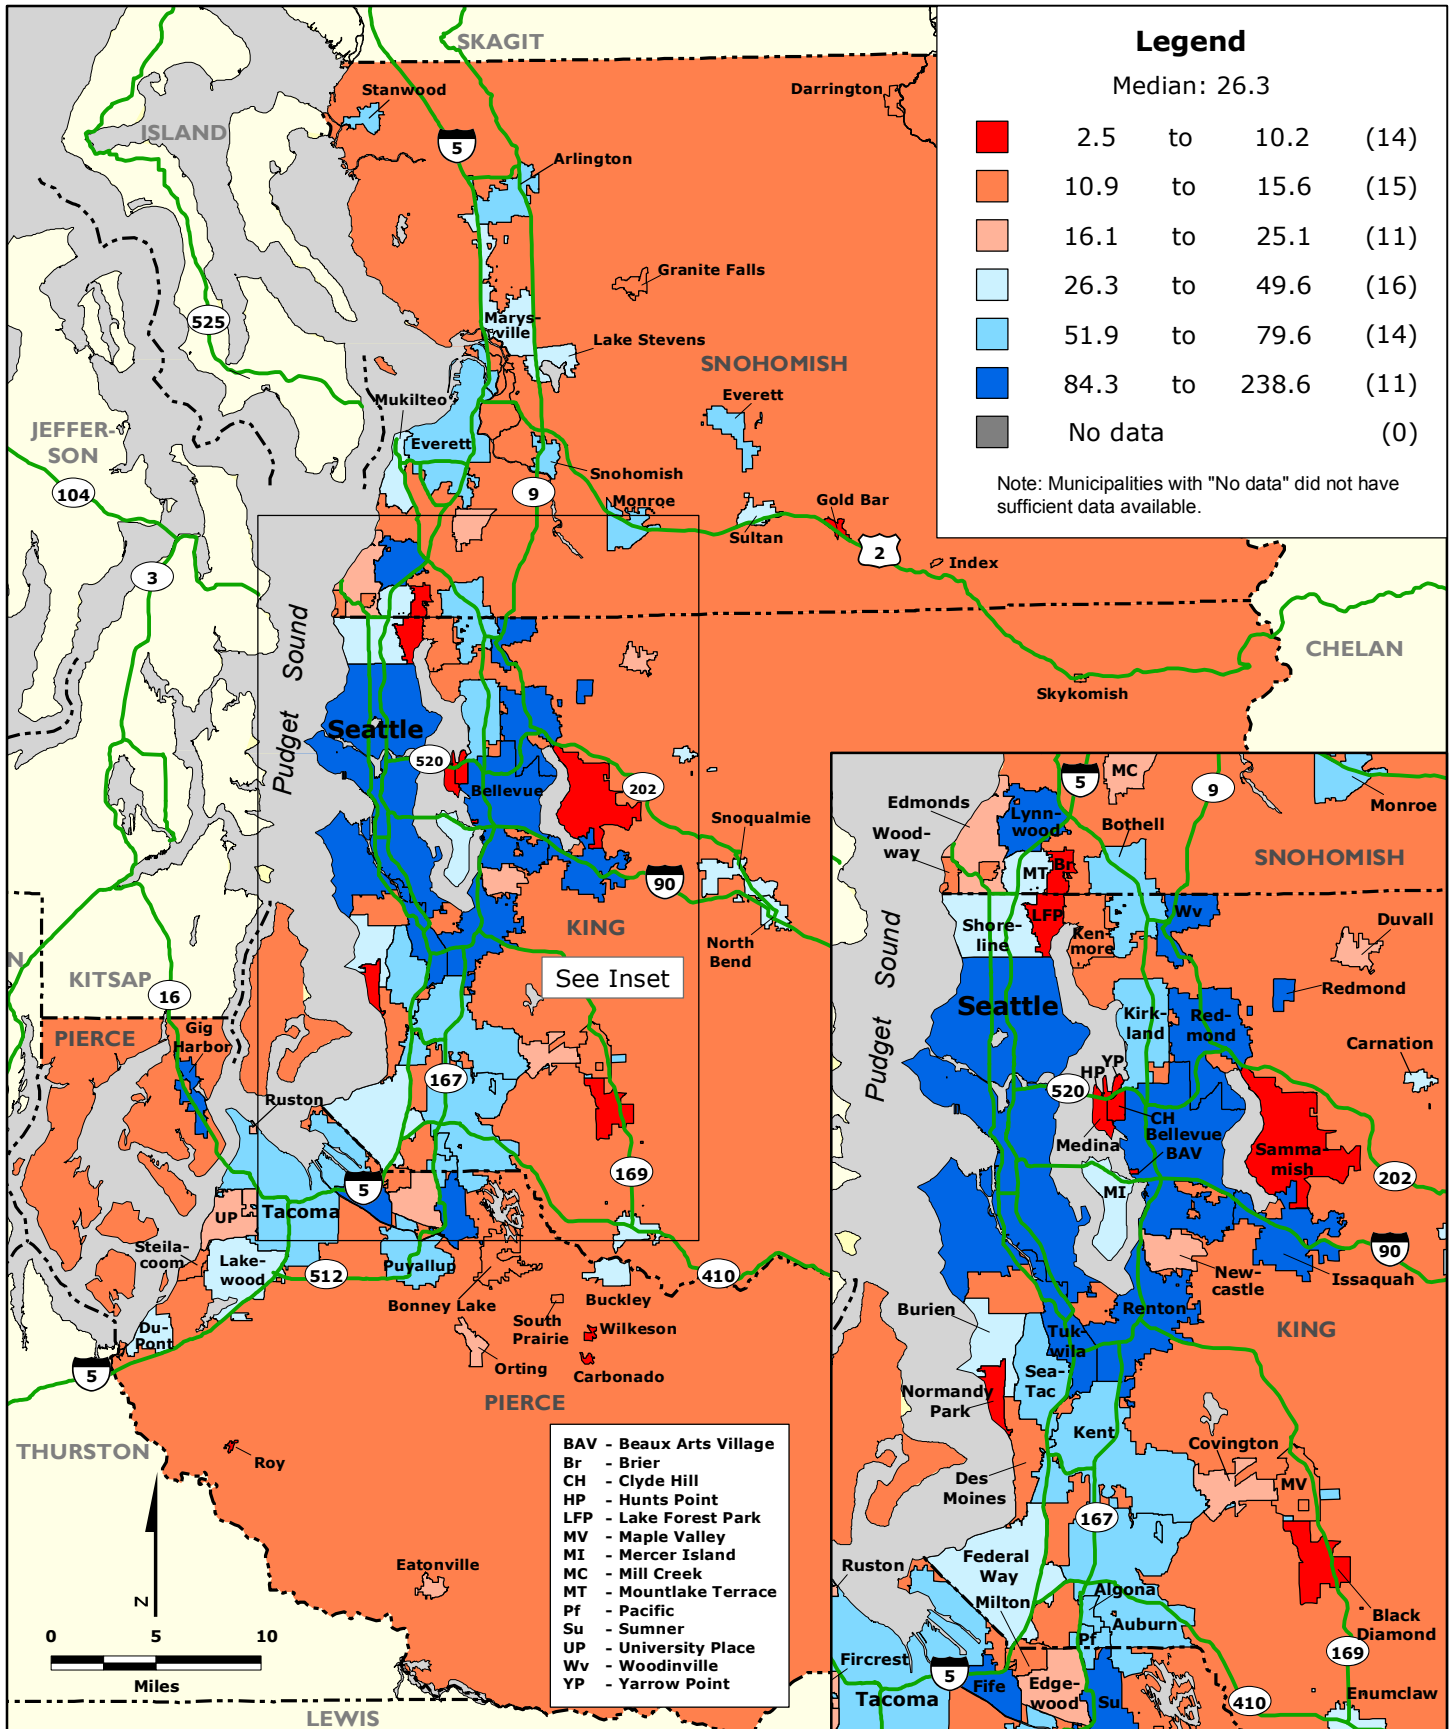 Legend
Median: 26.3
2.5 to 10.2 (14)
10.9 to 15.6 (15)
16.1 to 25.1 (11)
26.3 to 49.6 (16)
51.9 to 79.6 (14)
84.3 to 238.6 (11)
No data (0)
Note: Municipalities with "No data" did not have
sufficient data available.
SKAGIT
Stanwood
Darrington
ISLAND
5
Arlington
Granite Falls
525
Marys-
ville
Lake Stevens
SNOHOMISH
Mukilteo
Everett
JEFFER-
SON
Everett
Snohomish
104
9
Monroe
Gold Bar
Sultan
2
Index
3
Pudget Sound
CHELAN
Skykomish
Seattle
520
Bellevue
202
Snoqualmie
90
KING
North
Bend
See Inset
N
KITSAP
16
PIERCE
Gig
Harbor
167
Ruston
169
5
UP
Tacoma
Steila-
coom
Lake-
wood
512
Puyallup
410
Bonney Lake
Buckley
South
Prairie
Wilkeson
Du-
Pont
Orting
Carbonado
5
PIERCE
THURSTON
Roy
Eatonville
N
0 5 10
Miles
LEWIS
BAV - Beaux Arts Village
Br - Brier
CH - Clyde Hill
HP - Hunts Point
LFP - Lake Forest Park
MV - Maple Valley
MI - Mercer Island
MC - Mill Creek
MT - Mountlake Terrace
Pf - Pacific
Su - Sumner
UP - University Place
Wv - Woodinville
YP - Yarrow Point
5
MC
9
Monroe
Edmonds
Lynn-
wood
Wood-
way
Bothell
SNOHOMISH
MT
Br
LFP
Wv
Shore-
line
Ken-
more
Duvall
Pudget Sound
Seattle
Redmond
Kirk-
land
Red-
mond
Carnation
YP
HP
520
CH
Medina
Bellevue
BAV
Samma-
mish
MI
202
90
New-
castle
Issaquah
Burien
Renton
KING
Tuk-
wila
Sea-
Tac
Normandy
Park
Kent
Covington
Des
Moines
MV
167
Federal
Way
Ruston
Milton
Algona
Auburn
Black
Diamond
Pf
169
Fircrest
5
Tacoma
Fife
Edge-
wood
Su
410
Enumclaw